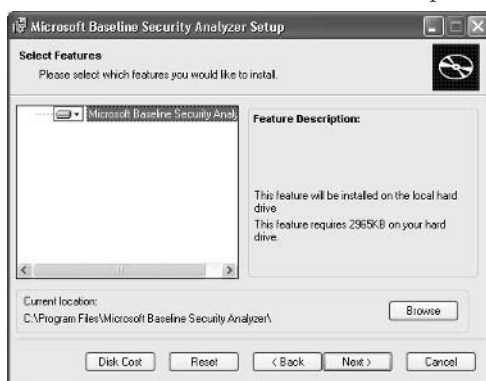 Microsoft Baseline Security Analyzer Setup
Select Features
Please select which features you would like to install.
Microsoft Baseline Security Analy
Feature Description:
This feature will be installed on the local hard
drive
This feature requires 2965KB on your hard
drive.
Current location:
C:\Program Files\Microsoft Baseline Security Analyzer\
Browse
Disk Cost
Reset
< Back
Next >
Cancel